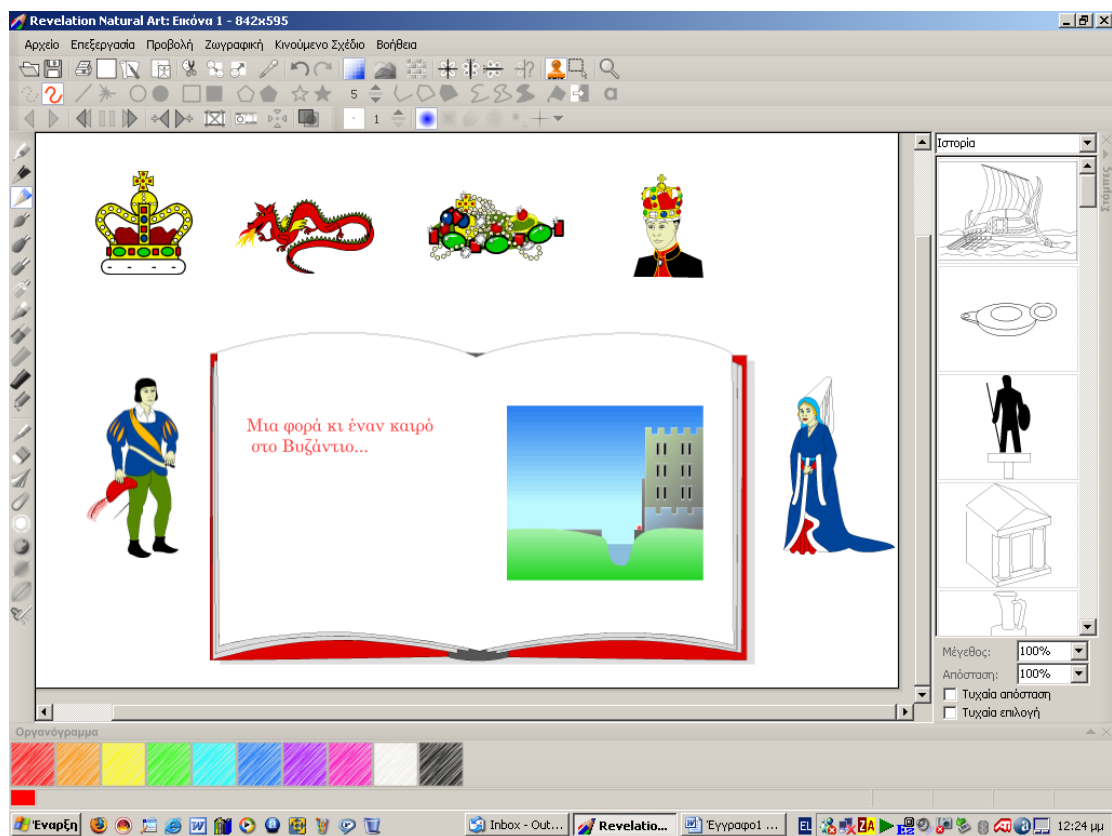 Revelation Natural Art: Εικόνα 1 - 842x595
Αρχείο Επεξεργασία Προβολή Ζωγραφική Κινούμενο Σχέδιο Βοήθεια
5
a
1
Ιστορία
Στάμπες
Μια φορά κι έναν καιρό
στο Βυζάντιο...
Μέγεθος: 100%
Απόσταση: 100%
Τυχαία απόσταση
Τυχαία επιλογή
Οργανόγραμμα
Έναρξη Inbox - Out... Revelatio... Έγγραφο1 ... EL 12:24 μμ